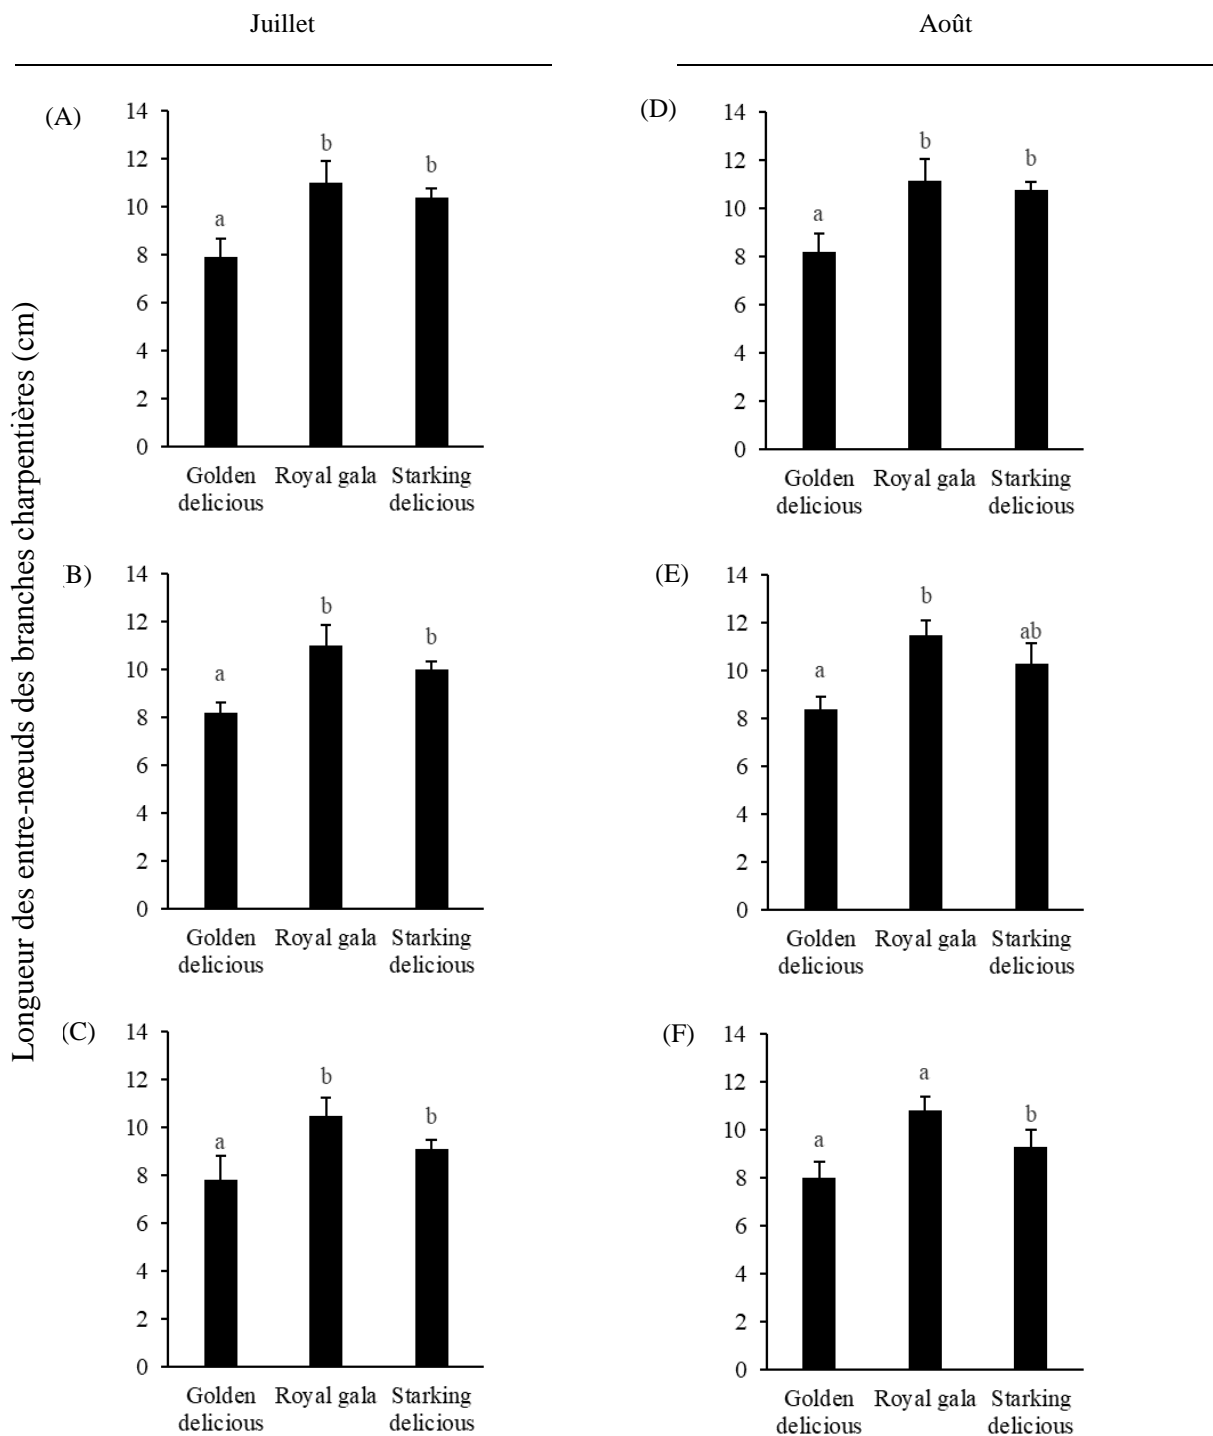 Juillet
Août
Longueur des entre-nœuds des branches charpentières (cm)
(A)
14
12
10
8
6
4
2
0
a
b
b
Golden delicious
Royal gala
Starking delicious
(D)
14
12
10
8
6
4
2
0
a
b
b
Golden delicious
Royal gala
Starking delicious
B)
14
12
10
8
6
4
2
0
a
b
b
Golden delicious
Royal gala
Starking delicious
(E)
14
12
10
8
6
4
2
0
a
b
ab
Golden delicious
Royal gala
Starking delicious
(C)
14
12
10
8
6
4
2
0
a
b
b
Golden delicious
Royal gala
Starking delicious
(F)
14
12
10
8
6
4
2
0
a
a
b
Golden delicious
Royal gala
Starking delicious